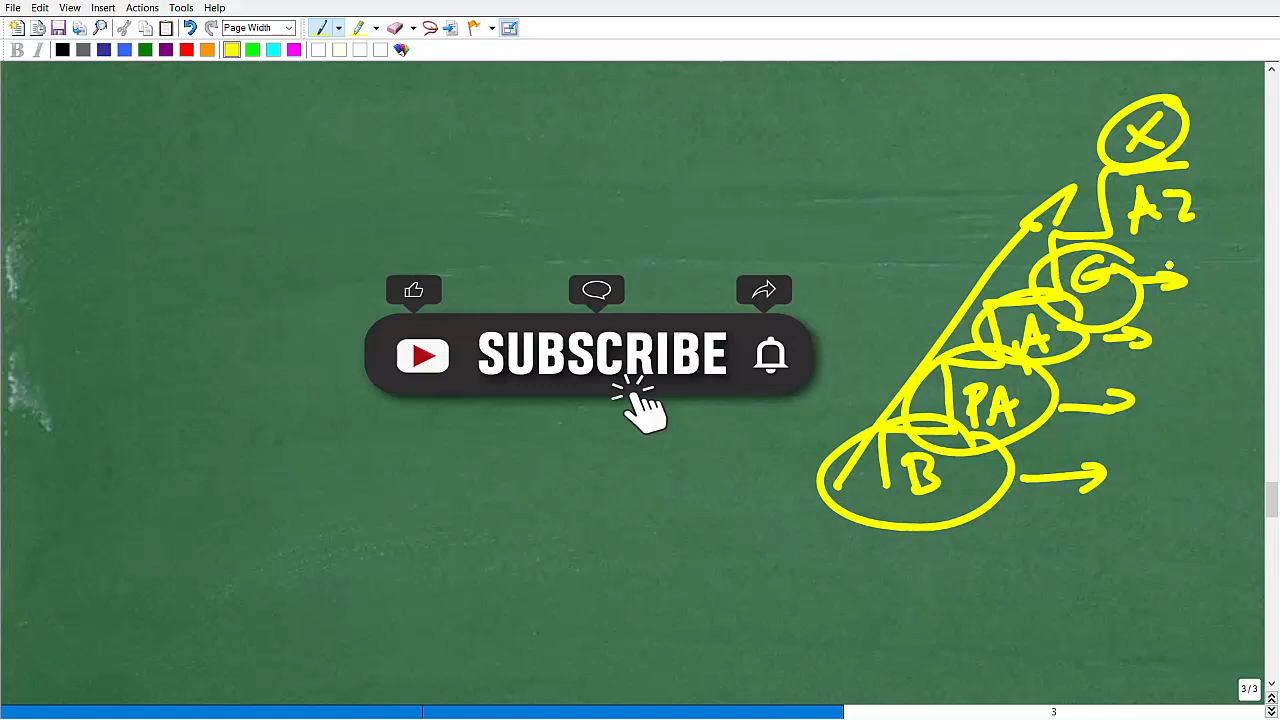 File Edit View Insert Actions Tools Help
Page Width
B I
X
A2
G
A
SUBSCRIBE
PA
B
3/3
3